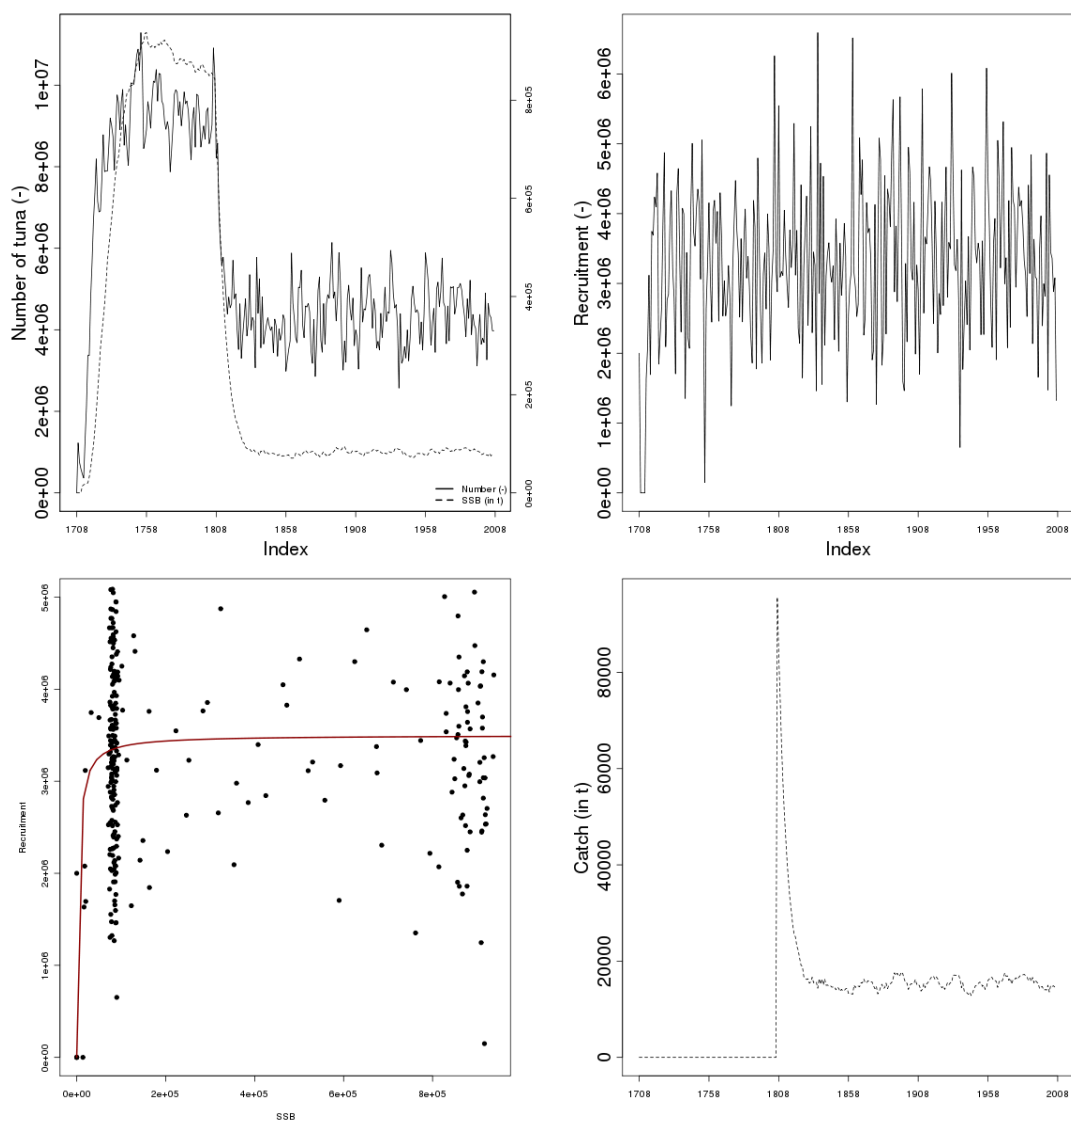 Number of tuna (-)
0e+00 2e+06 4e+06 6e+06 8e+06 1e+07
0e+00 2e+05 4e+05 6e+05 8e+05
Number (-)
SSB (in t)
1708 1758 1808 1858 1908 1958 2008
Index
Recruitment (-)
0e+00 1e+06 2e+06 3e+06 4e+06 5e+06 6e+06
1708 1758 1808 1858 1908 1958 2008
Index
Recruitment
0e+00 1e+06 2e+06 3e+06 4e+06 5e+06
0e+00 2e+05 4e+05 6e+05 8e+05
SSB
Catch (in t)
0 20000 40000 60000 80000
1708 1758 1808 1858 1908 1958 2008